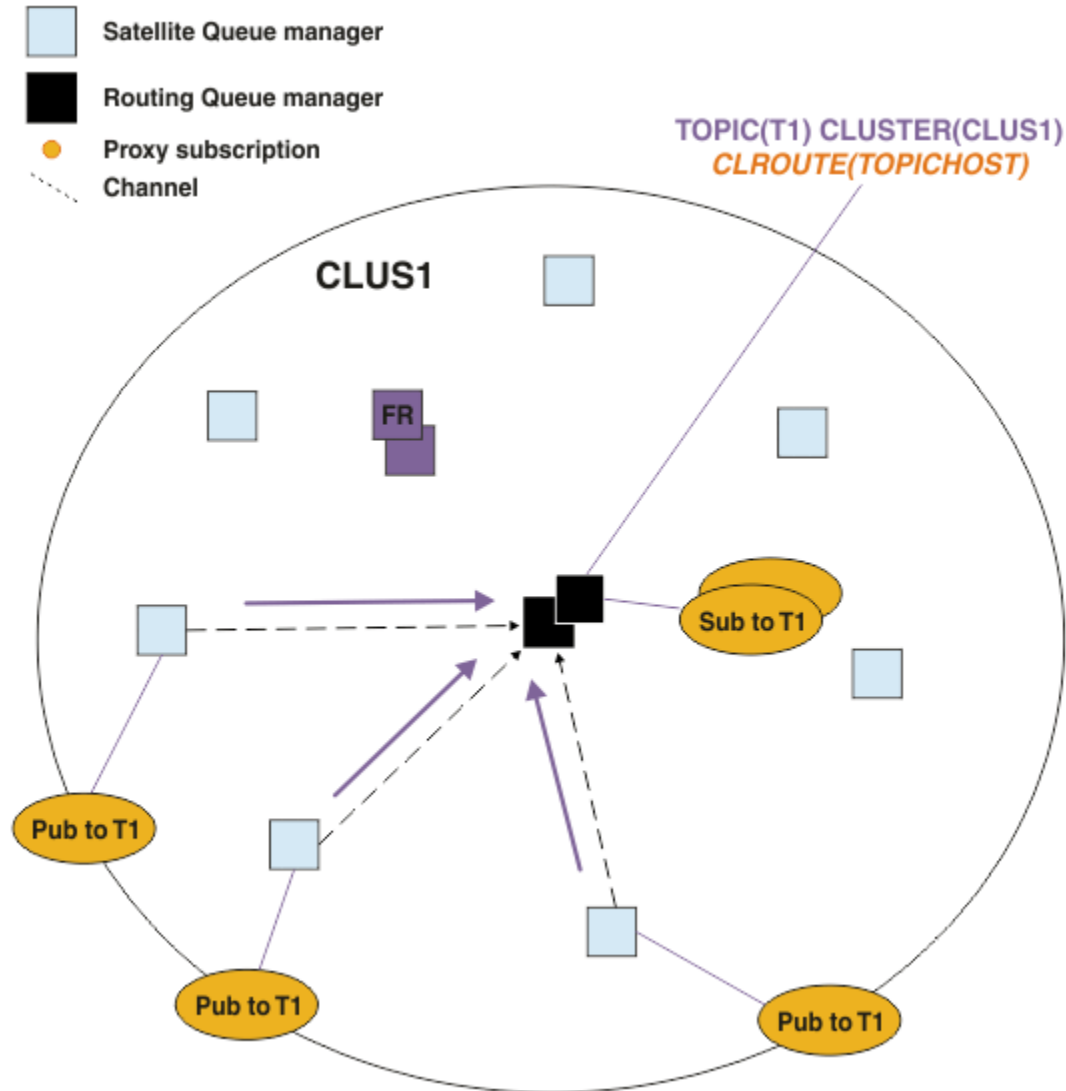 Satellite Queue manager
Routing Queue manager
Proxy subscription
Channel
TOPIC(T1) CLUSTER(CLUS1)
CLROUTE(TOPICHOST)
CLUS1
FR
Sub to T1
Pub to T1
Pub to T1
Pub to T1